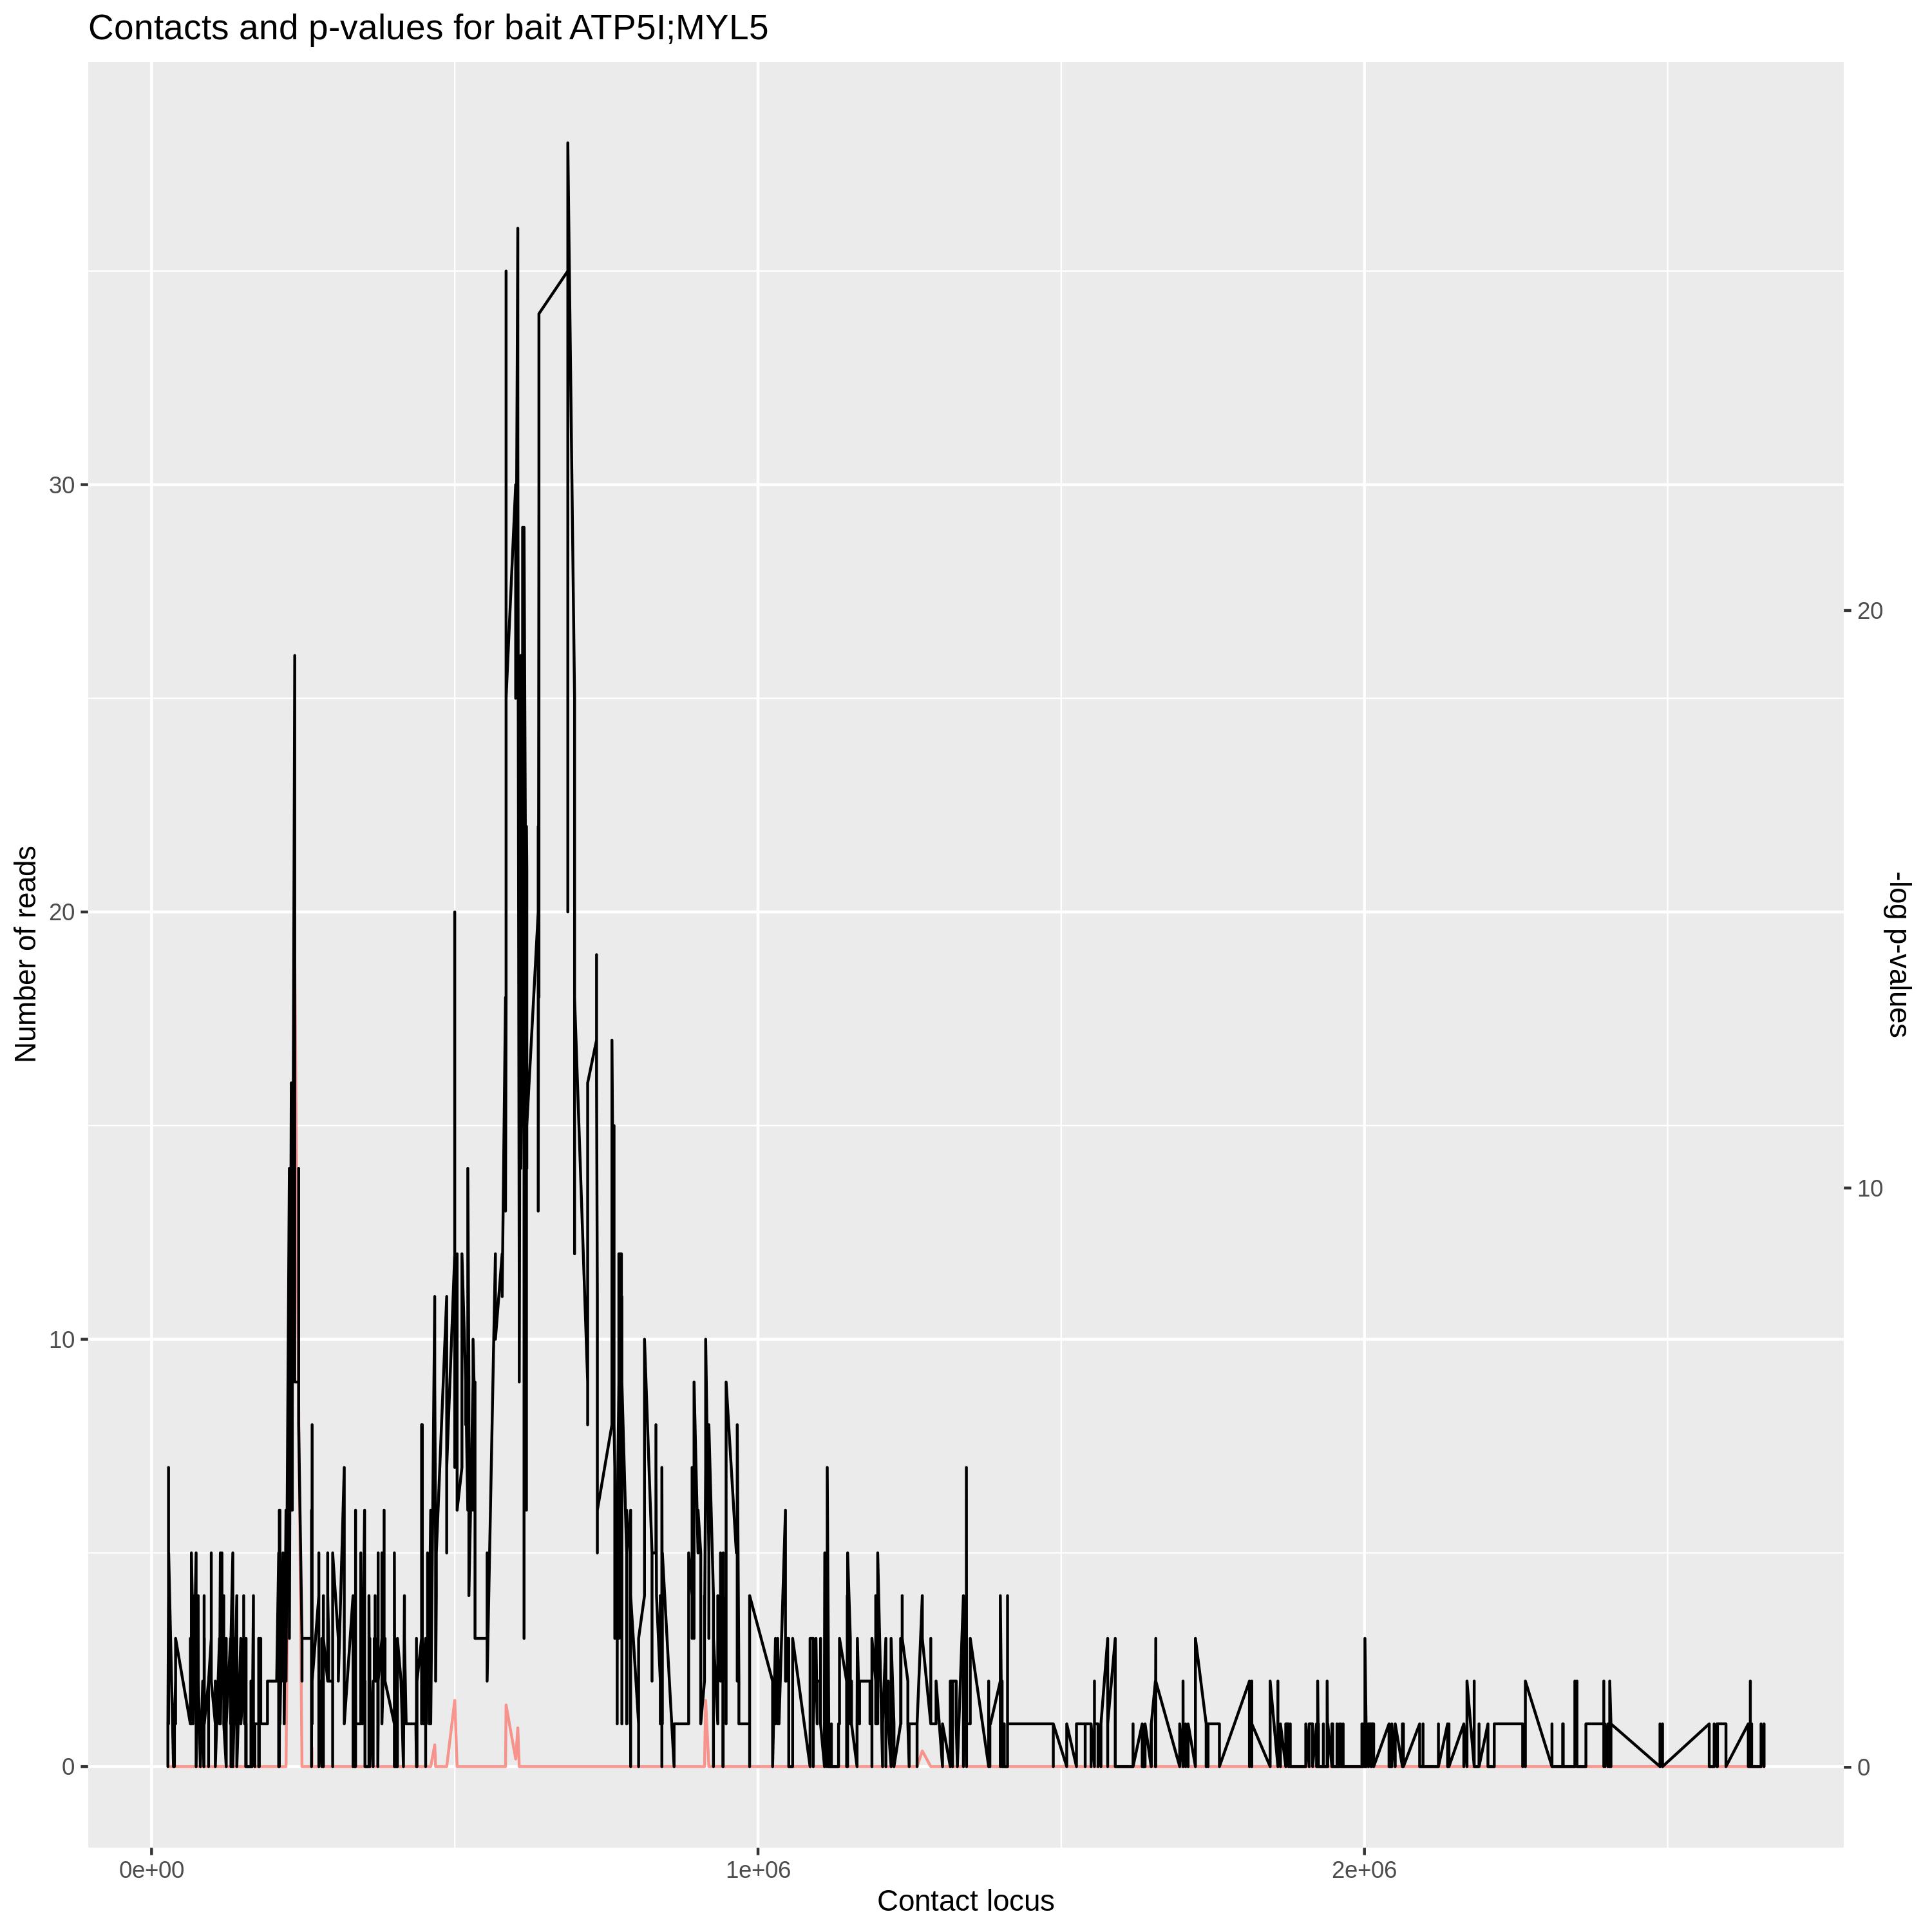 Contacts and p-values for bait ATP5I;MYL5
30
20
10
0
Number of reads
20
10
0
-log p-values
0e+00
1e+06
2e+06
Contact locus